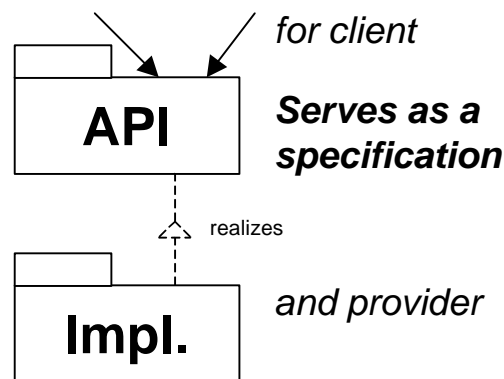 for client
API
Serves as a
specification
realizes
Impl.
and provider